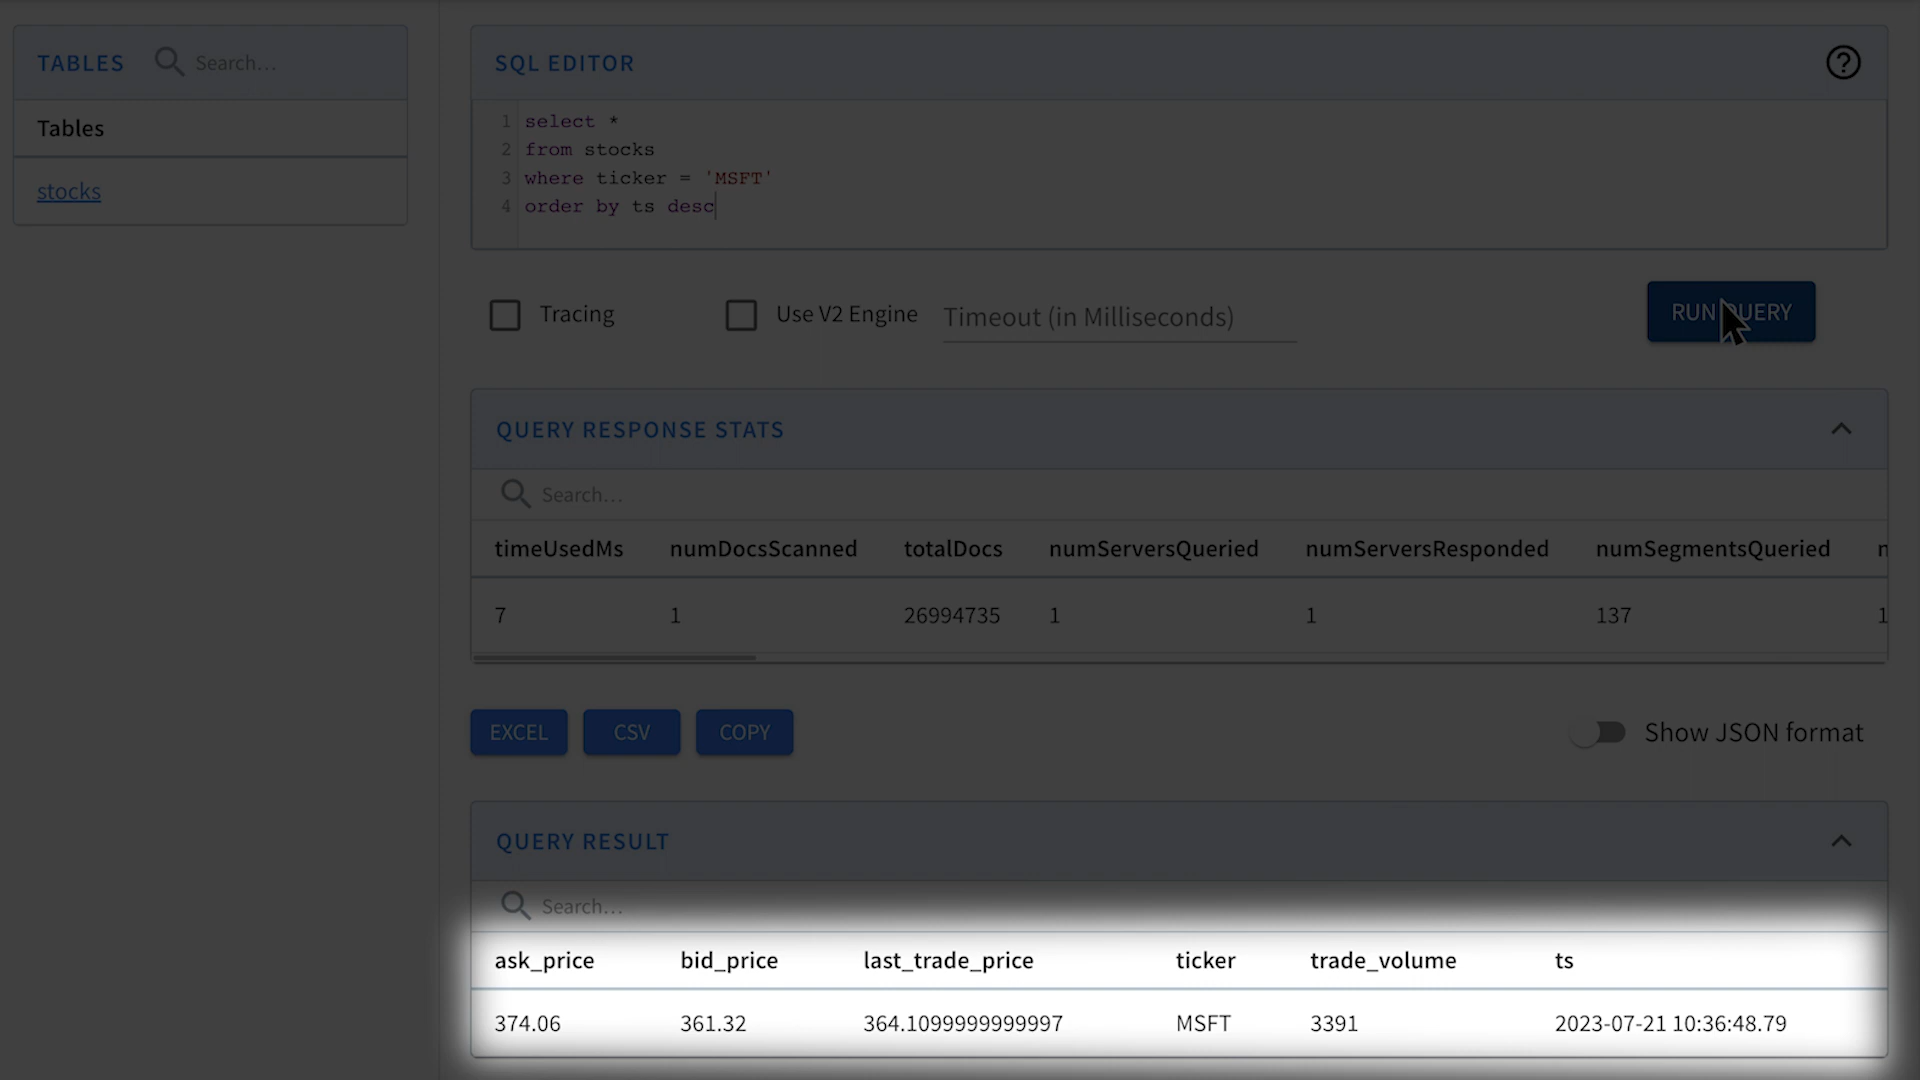 TABLES
Search...
Tables
stocks
SQL EDITOR
1 select *
2 from stocks
3 where ticker = 'MSFT'
4 order by ts desc
Tracing
Use V2 Engine
Timeout (in Milliseconds)
RUN QUERY
QUERY RESPONSE STATS
Search...
timeUsedMs numDocsScanned totalDocs numServersQueried numServersResponded numSegmentsQueried
7 1 26994735 1 1 137
EXCEL CSV COPY
Show JSON format
QUERY RESULT
Search...
ask_price bid_price last_trade_price ticker trade_volume ts
374.06 361.32 364.1099999999997 MSFT 3391 2023-07-21 10:36:48.79